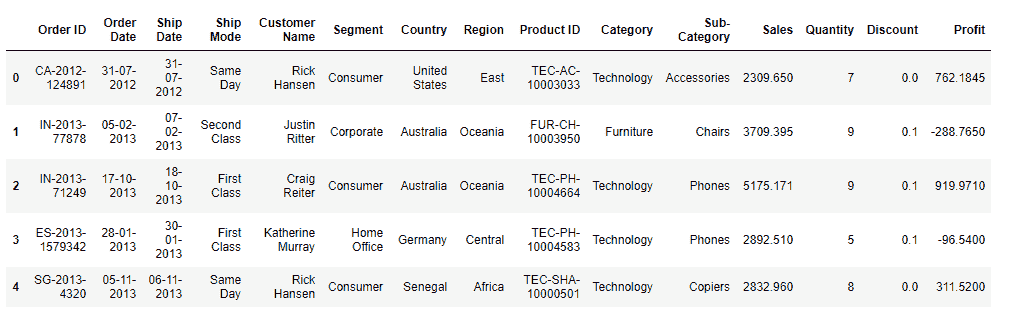 Order ID Order Date Ship Date Ship Mode Customer Name Segment Country Region Product ID Category Sub-Category Sales Quantity Discount Profit
0 CA-2012-124891 31-07-2012 31-07-2012 Same Day Rick Hansen Consumer United States East TEC-AC-10003033 Technology Accessories 2309.650 7 0.0 762.1845
1 IN-2013-77878 05-02-2013 07-02-2013 Second Class Justin Ritter Corporate Australia Oceania FUR-CH-10003950 Furniture Chairs 3709.395 9 0.1 -288.7650
2 IN-2013-71249 17-10-2013 18-10-2013 First Class Craig Reiter Consumer Australia Oceania TEC-PH-10004664 Technology Phones 5175.171 9 0.1 919.9710
3 ES-2013-1579342 28-01-2013 30-01-2013 First Class Katherine Murray Home Office Germany Central TEC-PH-10004583 Technology Phones 2892.510 5 0.1 -96.5400
4 SG-2013-4320 05-11-2013 06-11-2013 Same Day Rick Hansen Consumer Senegal Africa TEC-SHA-10000501 Technology Copiers 2832.960 8 0.0 311.5200